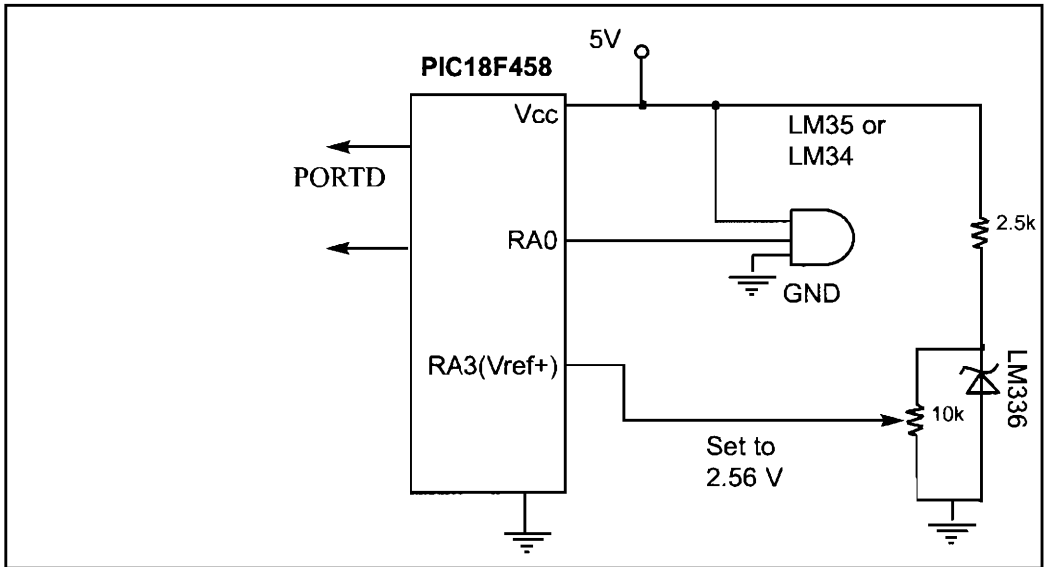 5V
PIC18F458
Vcc
LM35 or
LM34
PORTD
2.5k
RA0
GND
RA3(Vref+)
LM336
10k
Set to
2.56 V